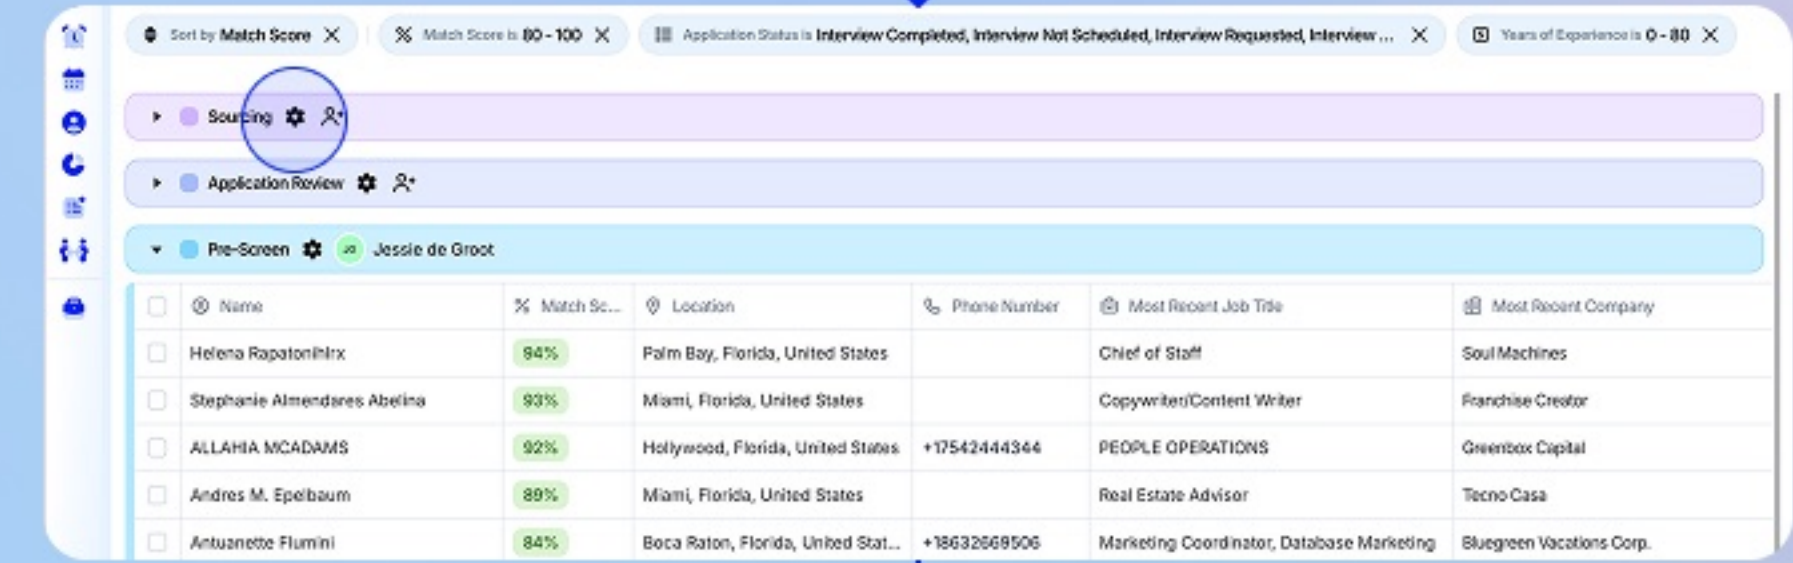 Sort by Match Score
Match Score is 80 - 100
Application Status is Interview Completed, Interview Not Scheduled, Interview Requested, Interview ...
Years of Experience is 0 - 80
Sourcing
Application Review
Pre-Screen JG Jessie de Groot
Name Match Sc... Location Phone Number Most Recent Job Title Most Recent Company
Helena Rapatonihirx 94% Palm Bay, Florida, United States Chief of Staff Soul Machines
Stephanie Almendares Abelina 93% Miami, Florida, United States Copywriter/Content Writer Franchise Creator
ALLAHIA MCADAMS 92% Hollywood, Florida, United States +17542444344 PEOPLE OPERATIONS Greenbox Capital
Andres M. Epelbaum 89% Miami, Florida, United States Real Estate Advisor Tecno Casa
Antuanette Flumini 84% Boca Raton, Florida, United Stat... +18632669506 Marketing Coordinator, Database Marketing Bluegreen Vacations Corp.